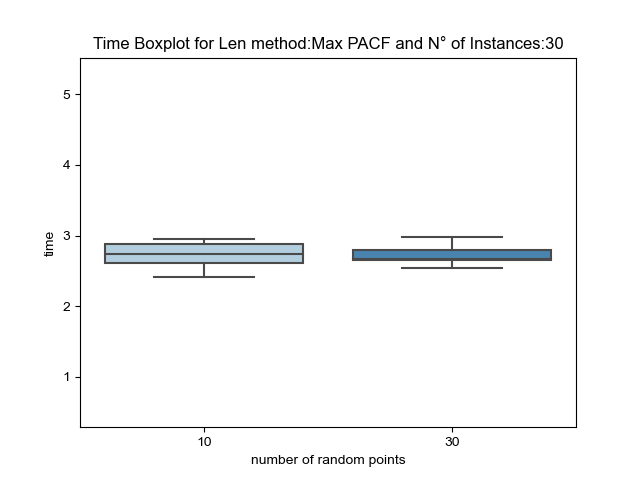 Time Boxplot for Len method:Max PACF and N° of Instances:30
5
4
3
2
1
time
10 30
number of random points